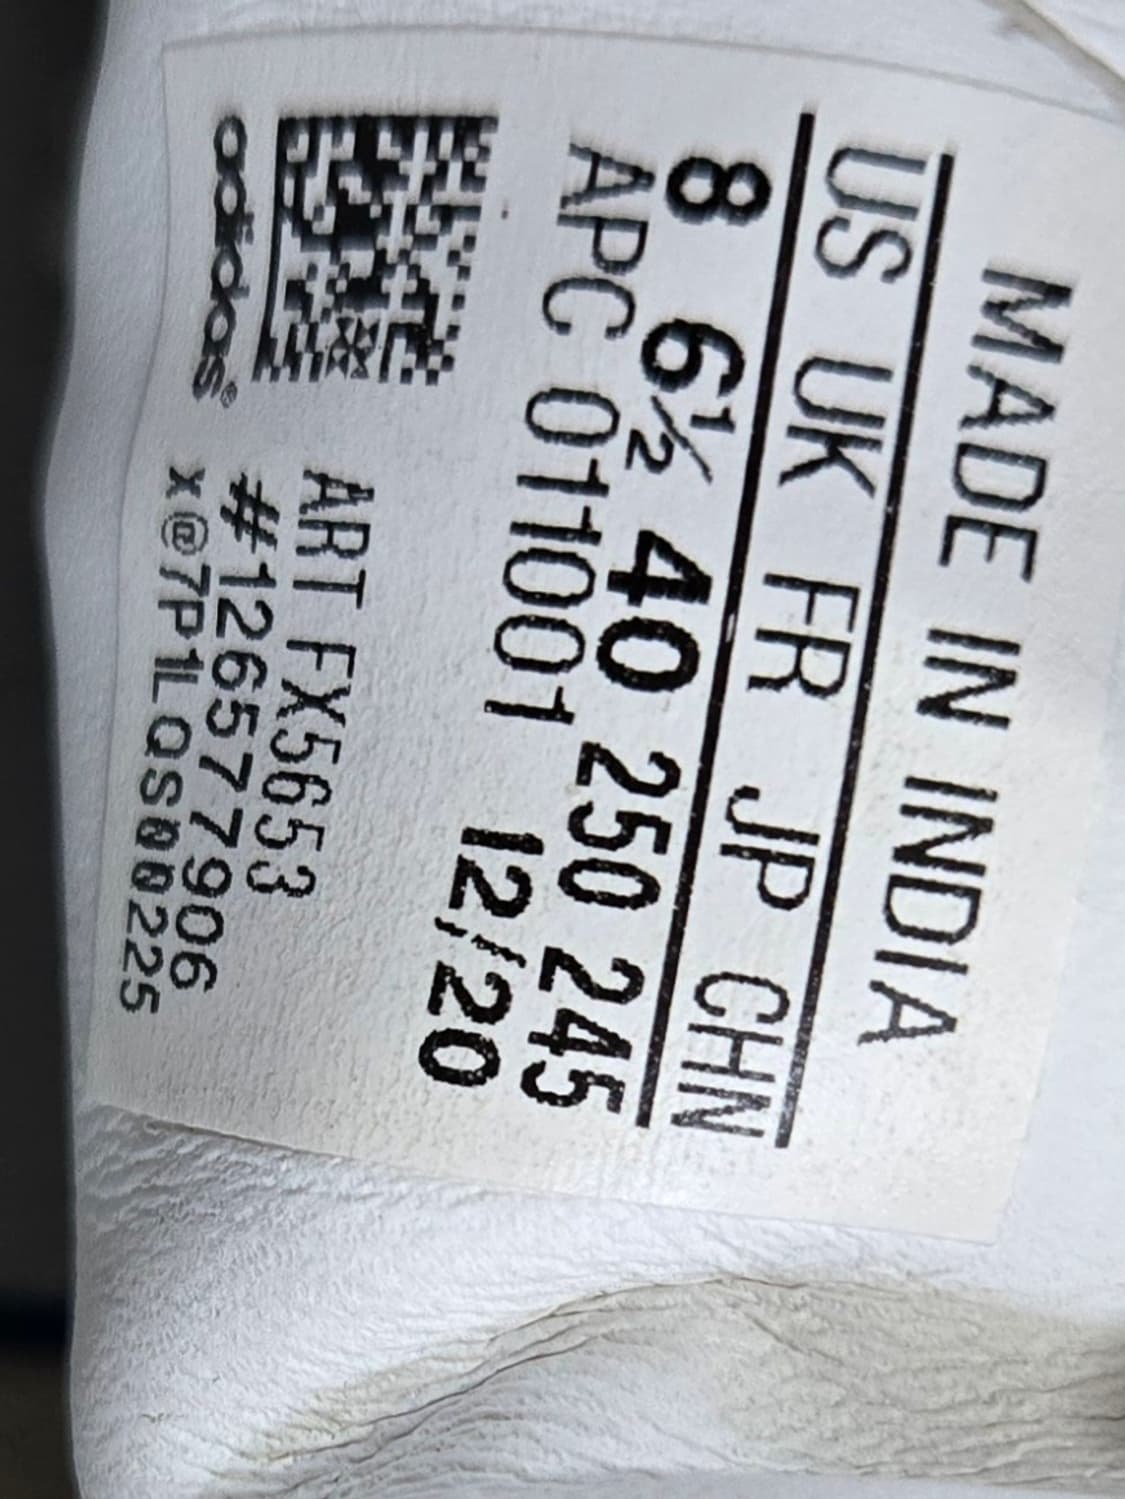 MADE IN INDIA
US UK FR JP CHN
8 6½ 40 250 245
APC 011001 12/20
ART FX5653
#126577906
adidas® X@7P1LQS000225